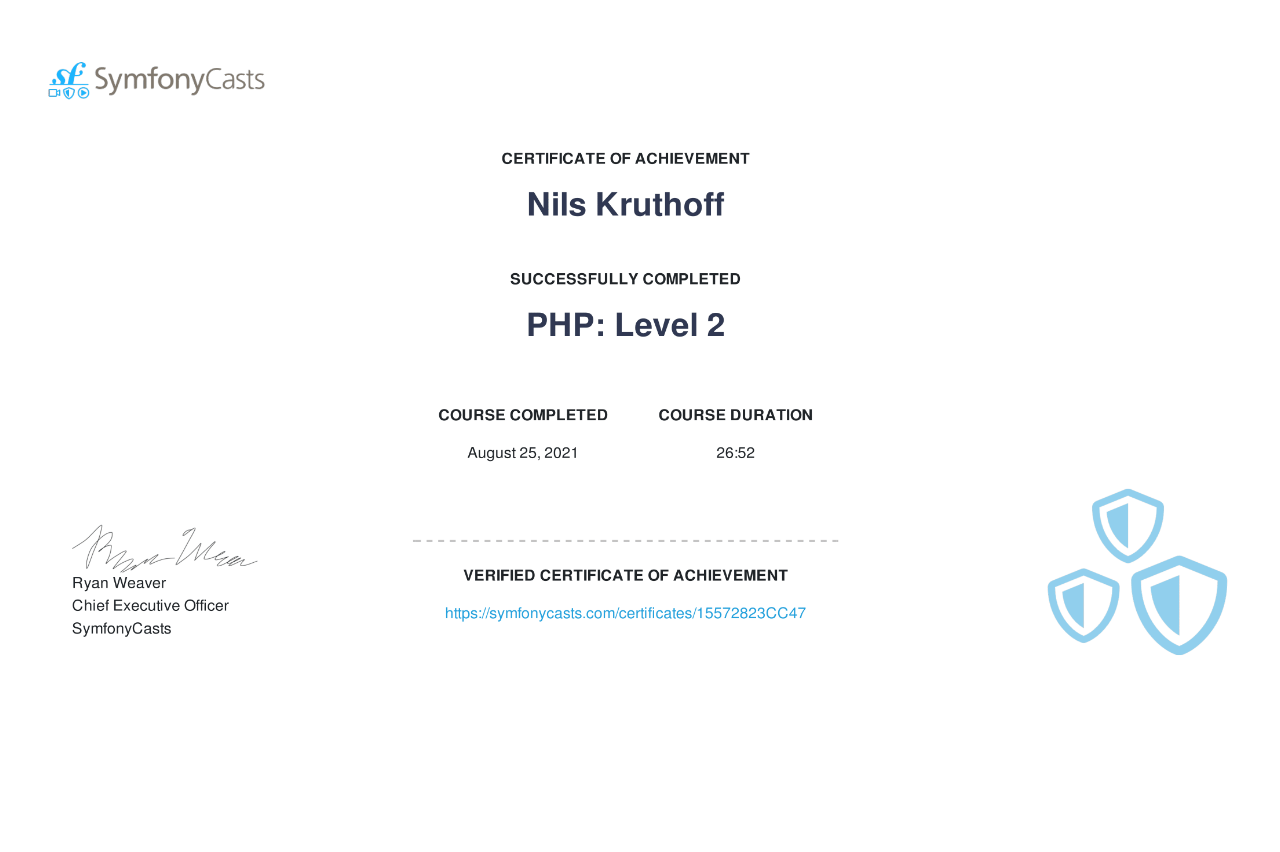 sf SymfonyCasts
CERTIFICATE OF ACHIEVEMENT
Nils Kruthoff
SUCCESSFULLY COMPLETED
PHP: Level 2
COURSE COMPLETED COURSE DURATION
August 25, 2021 26:52
Ryan Weaver
Ryan Weaver
Chief Executive Officer
SymfonyCasts
VERIFIED CERTIFICATE OF ACHIEVEMENT
https://symfonycasts.com/certificates/15572823CC47